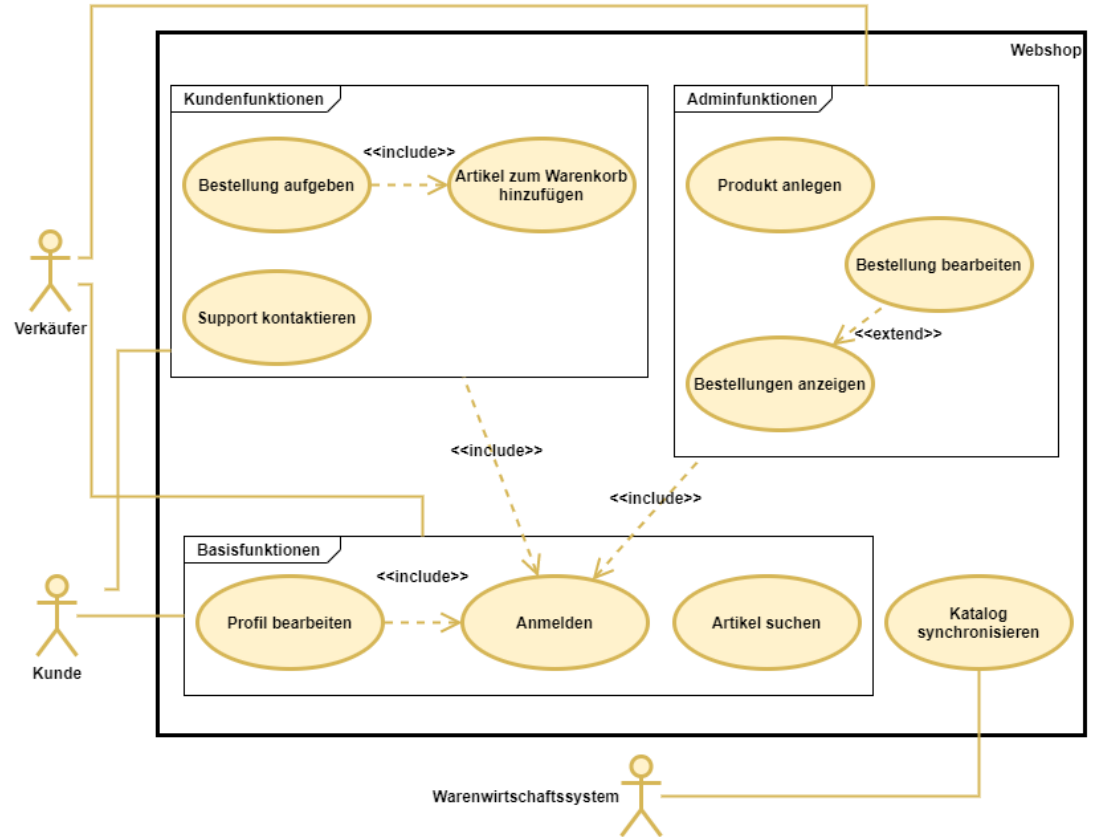 Webshop
Kundenfunktionen
Adminfunktionen
<<include>>
Bestellung aufgeben
Artikel zum Warenkorb
hinzufügen
Produkt anlegen
Bestellung bearbeiten
Support kontaktieren
Verkäufer
<<extend>>
Bestellungen anzeigen
<<include>>
<<include>>
Basisfunktionen
<<include>>
Profil bearbeiten
Anmelden
Artikel suchen
Katalog
synchronisieren
Kunde
Warenwirtschaftssystem